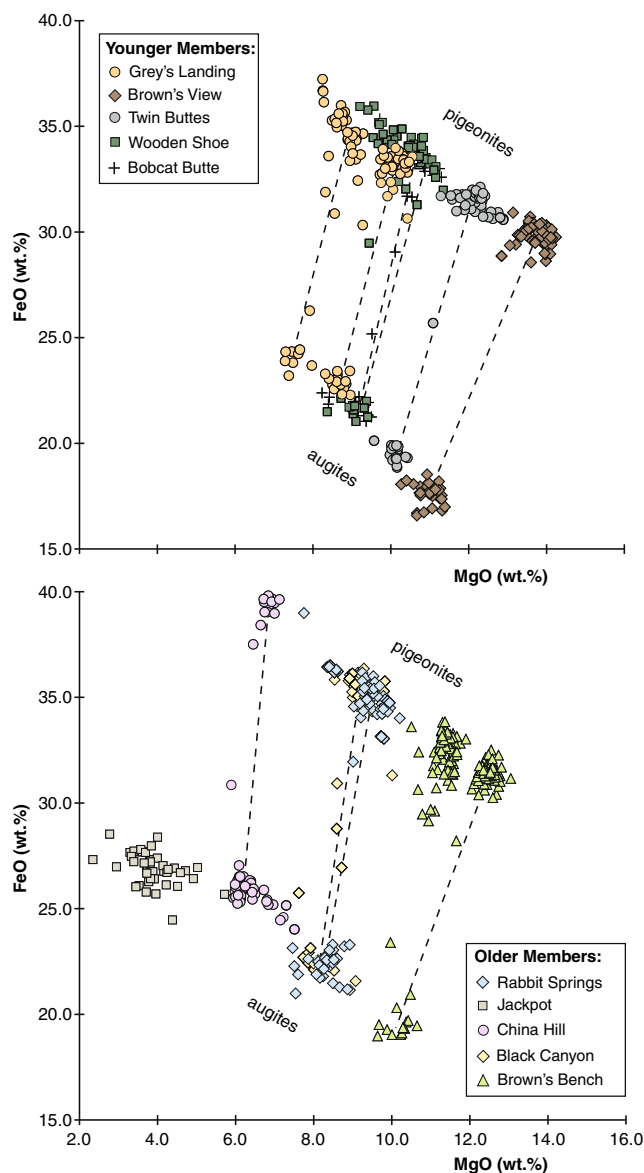 40.0
Younger Members:
Grey's Landing
Brown's View
Twin Buttes
Wooden Shoe
Bobcat Butte
pigeonites
35.0
30.0
FeO (wt.%)
25.0
20.0
augites
15.0
MgO (wt.%)
40.0
pigeonites
35.0
30.0
FeO (wt.%)
25.0
augites
Older Members:
Rabbit Springs
Jackpot
China Hill
Black Canyon
Brown's Bench
20.0
15.0
2.0 4.0 6.0 8.0 10.0 12.0 14.0 16.0
MgO (wt.%)